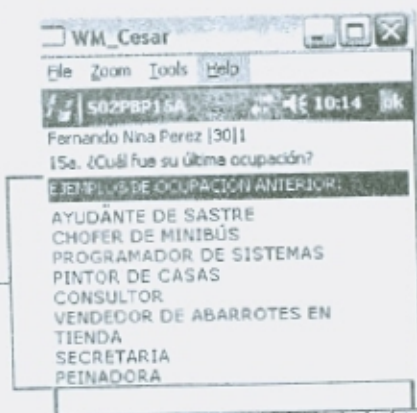 WM_Cesar
File Zoom Tools Help
S02PBP15A 10:14 ok
Fernando Nina Perez |30|1
15a. ¿Cuál fue su última ocupación?
EJEMPLOS DE OCUPACIÓN ANTERIOR:
AYUDANTE DE SASTRE
CHOFER DE MINIBÚS
PROGRAMADOR DE SISTEMAS
PINTOR DE CASAS
CONSULTOR
VENDEDOR DE ABARROTES EN
TIENDA
SECRETARIA
PEINADORA